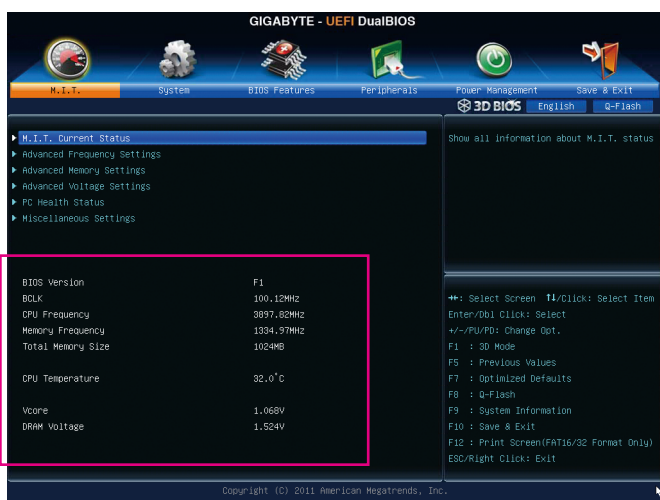 GIGABYTE - UEFI DualBIOS
M.I.T. System BIOS Features Peripherals Power Management Save & Exit
3D BIOS English Q-Flash
M.I.T. Current Status
Advanced Frequency Settings
Advanced Memory Settings
Advanced Voltage Settings
PC Health Status
Miscellaneous Settings
Show all information about M.I.T. status
BIOS Version F1
BCLK 100.12MHz
CPU Frequency 3897.82MHz
Memory Frequency 1334.97MHz
Total Memory Size 1024MB
CPU Temperature 32.0°C
Vcore 1.068V
DRAM Voltage 1.524V
→←: Select Screen ↑↓/Click: Select Item
Enter/Dbl Click: Select
+/-/PU/PD: Change Opt.
F1 : 3D Mode
F5 : Previous Values
F7 : Optimized Defaults
F8 : Q-Flash
F9 : System Information
F10 : Save & Exit
F12 : Print Screen(FAT16/32 Format Only)
ESC/Right Click: Exit
Copyright (C) 2011 American Megatrends, Inc.